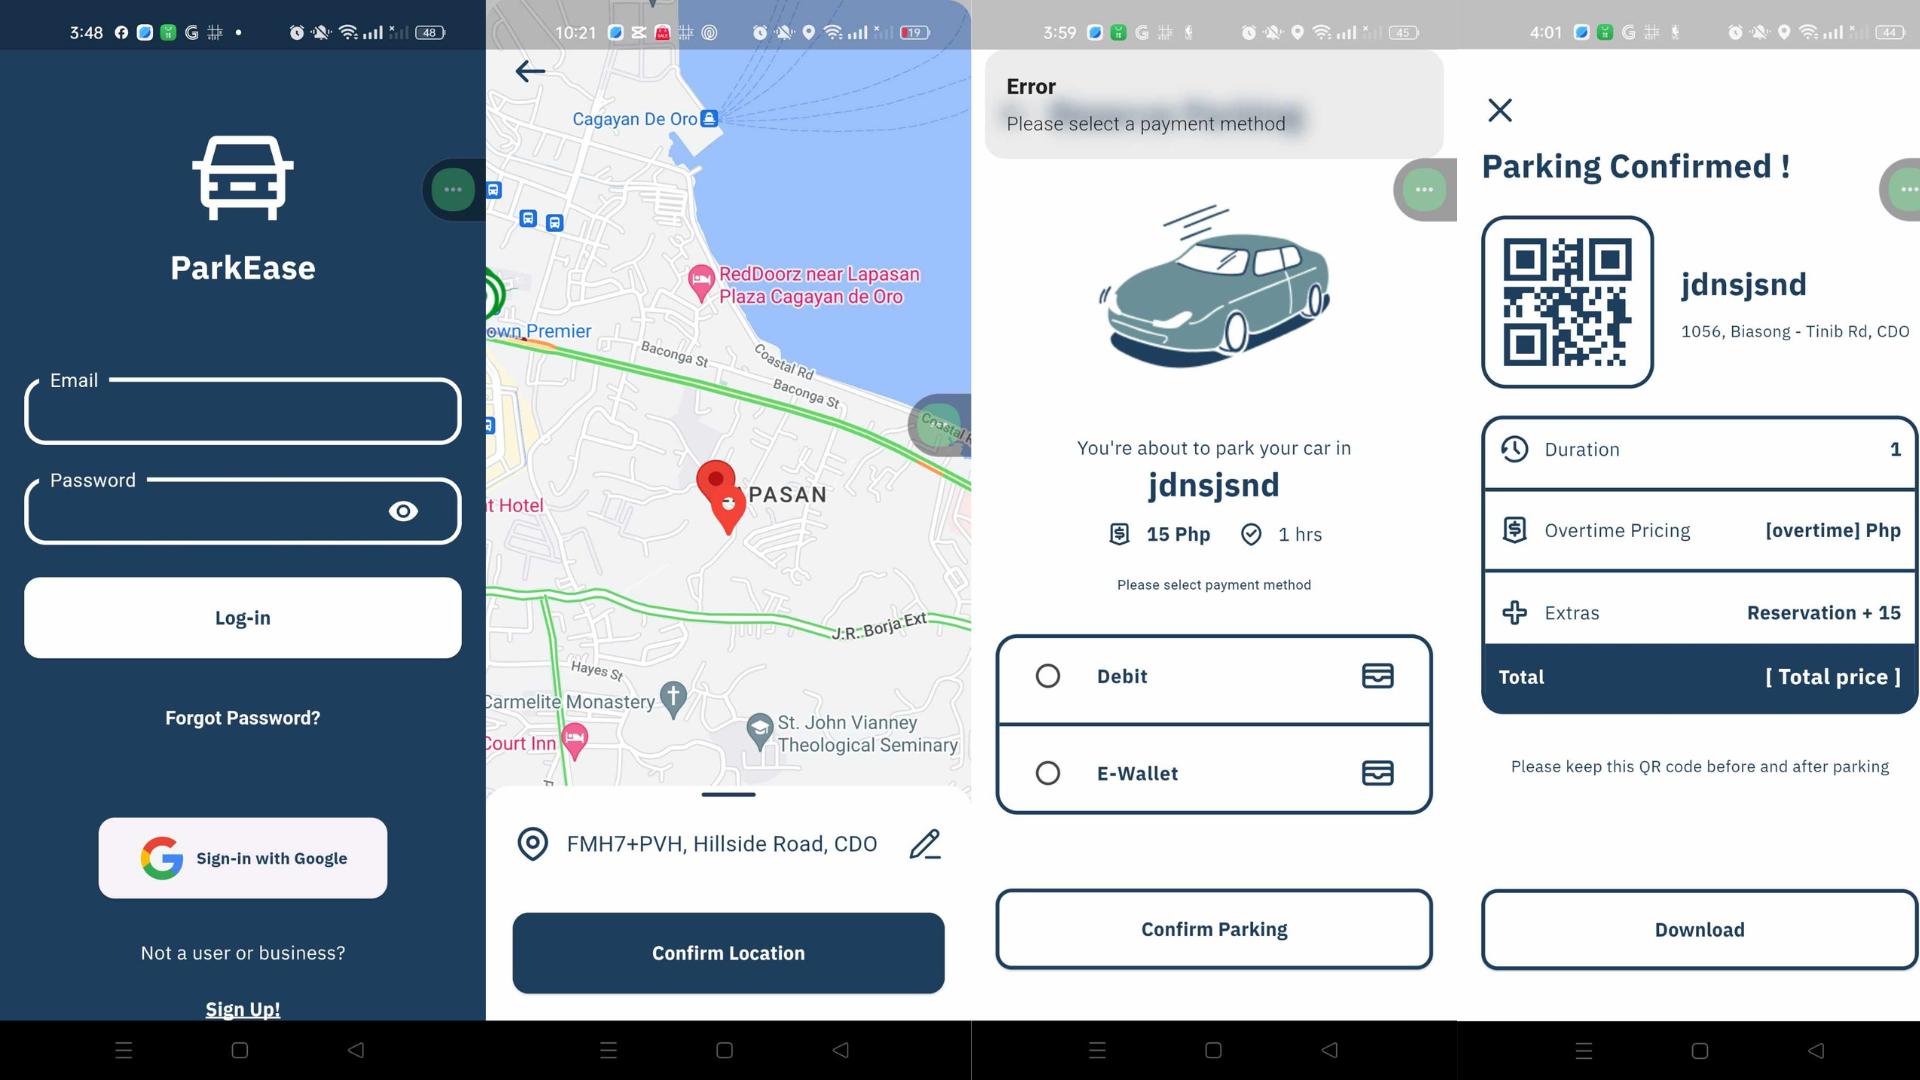 3:48
48
ParkEase
Email
Password
Log-in
Forgot Password?
Sign-in with Google
Not a user or business?
Sign Up!
10:21
19
Cagayan De Oro
RedDoorz near Lapasan
Plaza Cagayan de Oro
own Premier
Baconga St
Coastal Rd
Baconga St
Coastal
t Hotel
APASAN
J.R. Borja Ext
Hayes St
Carmelite Monastery
St. John Vianney
Theological Seminary
Court Inn
FMH7+PVH, Hillside Road, CDO
Confirm Location
3:59
45
Error
Please select a payment method
You're about to park your car in
jdnsjsnd
15 Php
1 hrs
Please select payment method
Debit
E-Wallet
Confirm Parking
4:01
44
Parking Confirmed !
jdnsjsnd
1056, Biasong - Tinib Rd, CDO
Duration 1
Overtime Pricing [overtime] Php
Extras Reservation + 15
Total [ Total price ]
Please keep this QR code before and after parking
Download